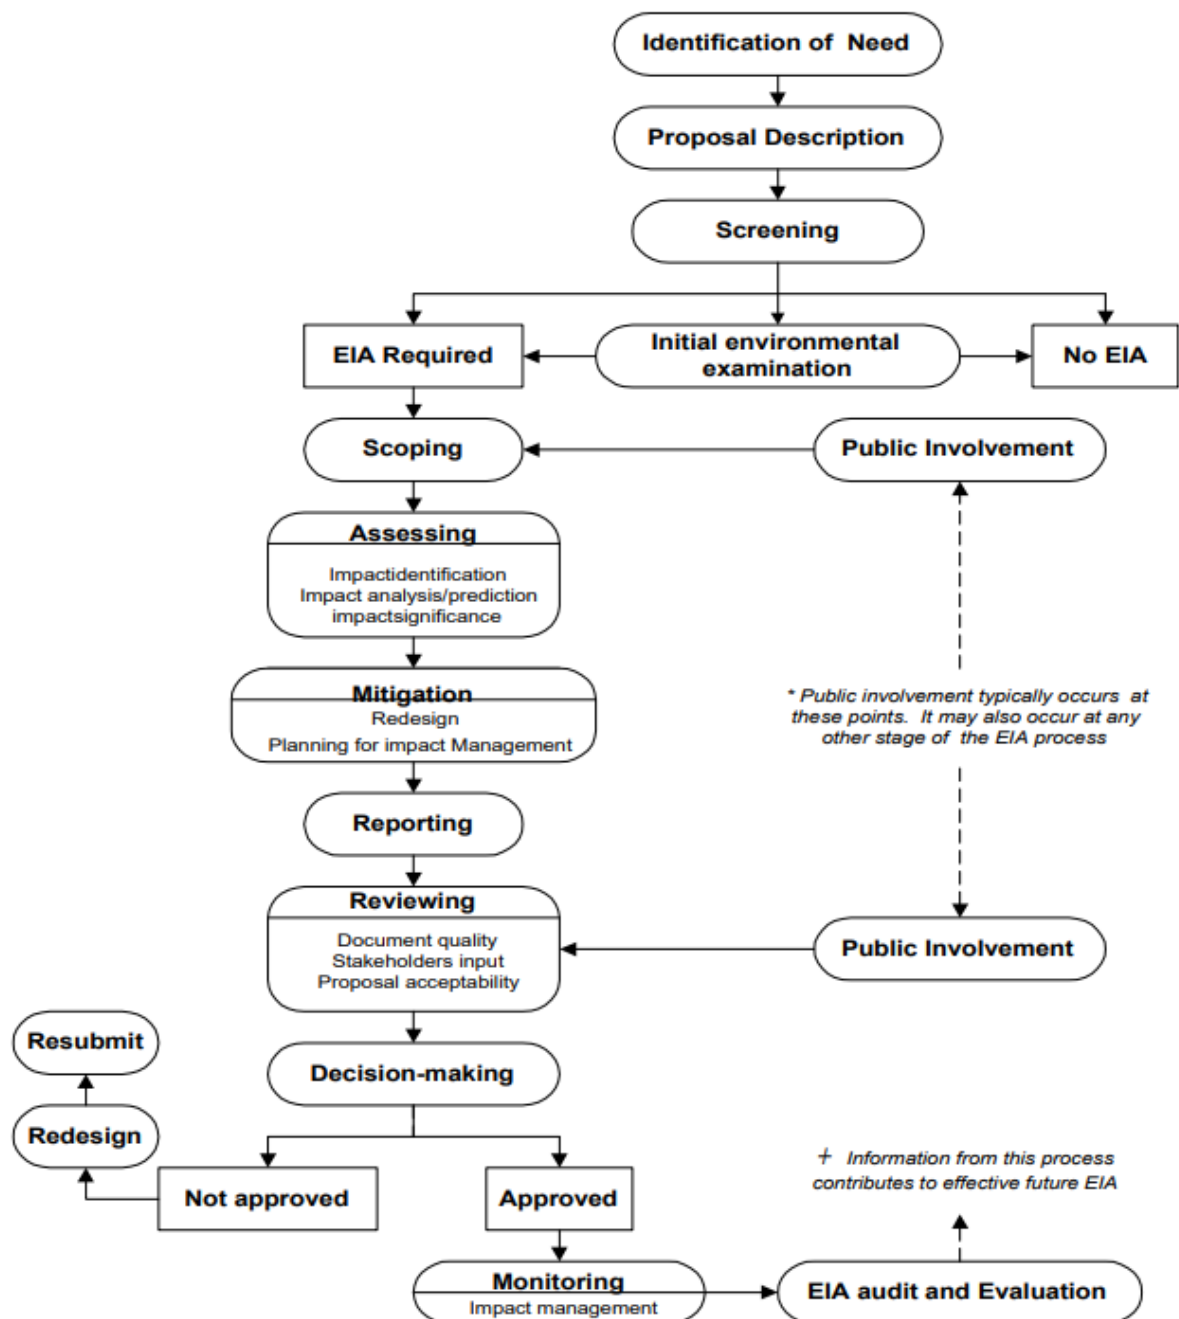 Identification of Need
Proposal Description
Screening
EIA Required
Initial environmental
examination
No EIA
Scoping
Public Involvement
Assessing
Impactidentification
Impact analysis/prediction
impactsignificance
Mitigation
Redesign
Planning for impact Management
* Public involvement typically occurs at
these points. It may also occur at any
other stage of the EIA process
Reporting
Reviewing
Document quality
Stakeholders input
Proposal acceptability
Public Involvement
Resubmit
Decision-making
Redesign
Not approved
Approved
+ Information from this process
contributes to effective future EIA
Monitoring
Impact management
EIA audit and Evaluation